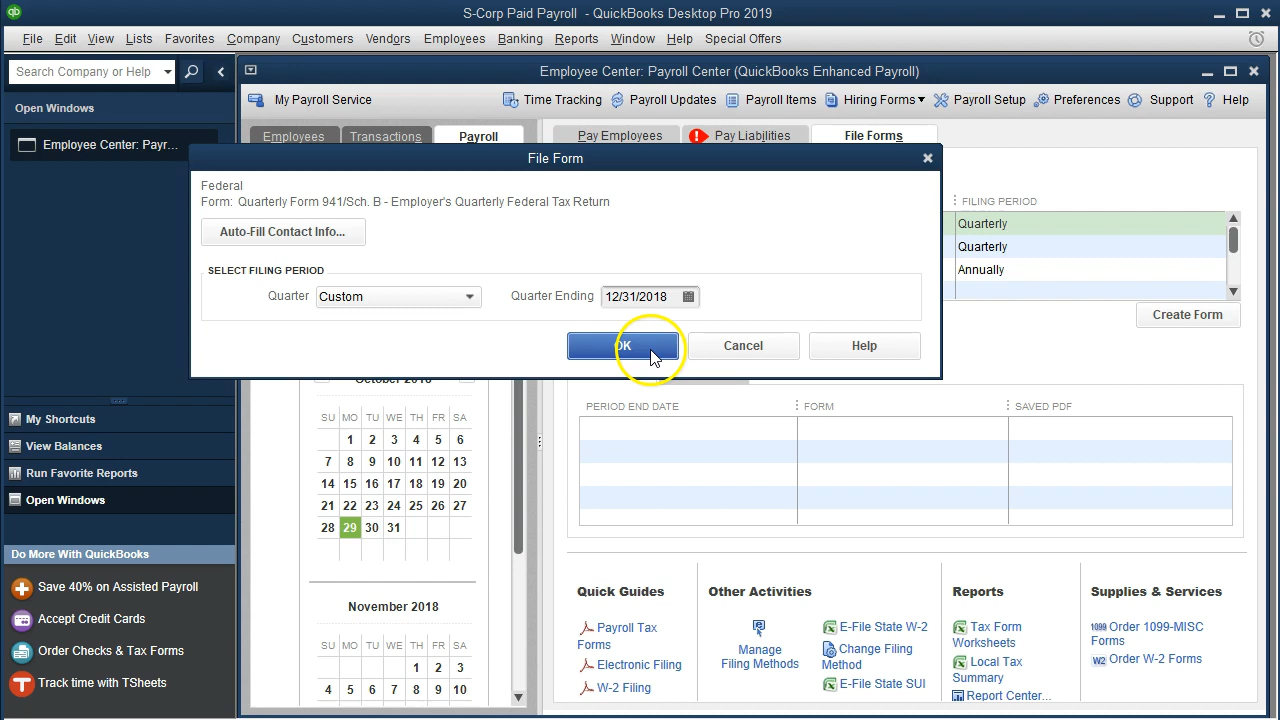 S-Corp Paid Payroll - QuickBooks Desktop Pro 2019
File Edit View Lists Favorites Company Customers Vendors Employees Banking Reports Window Help Special Offers
Search Company or Help
Employee Center: Payroll Center (QuickBooks Enhanced Payroll)
Open Windows
My Payroll Service Time Tracking Payroll Updates Payroll Items Hiring Forms Payroll Setup Preferences Support Help
Employees Transactions Payroll Pay Employees Pay Liabilities File Forms
Employee Center: Payr...
File Form
Federal
Form: Quarterly Form 941/Sch. B - Employer's Quarterly Federal Tax Return
FILING PERIOD
Auto-Fill Contact Info...
Quarterly
Quarterly
Annually
SELECT FILING PERIOD
Quarter Custom Quarter Ending 12/31/2018
Create Form
OK Cancel Help
October 2018
SU MO TU WE TH FR SA
1 2 3 4 5 6
7 8 9 10 11 12 13
14 15 16 17 18 19 20
21 22 23 24 25 26 27
28 29 30 31
PERIOD END DATE FORM SAVED PDF
My Shortcuts
View Balances
Run Favorite Reports
Open Windows
Do More With QuickBooks
Save 40% on Assisted Payroll
Accept Credit Cards
Order Checks & Tax Forms
Track time with TSheets
November 2018
SU MO TU WE TH FR SA
1 2 3
4 5 6 7 8 9 10
Quick Guides
Payroll Tax
Forms
Electronic Filing
W-2 Filing
Other Activities
Manage
Filing Methods
E-File State W-2
Change Filing
Method
E-File State SUI
Reports
Tax Form
Worksheets
Local Tax
Summary
Report Center...
Supplies & Services
1099 Order 1099-MISC
Forms
W2 Order W-2 Forms